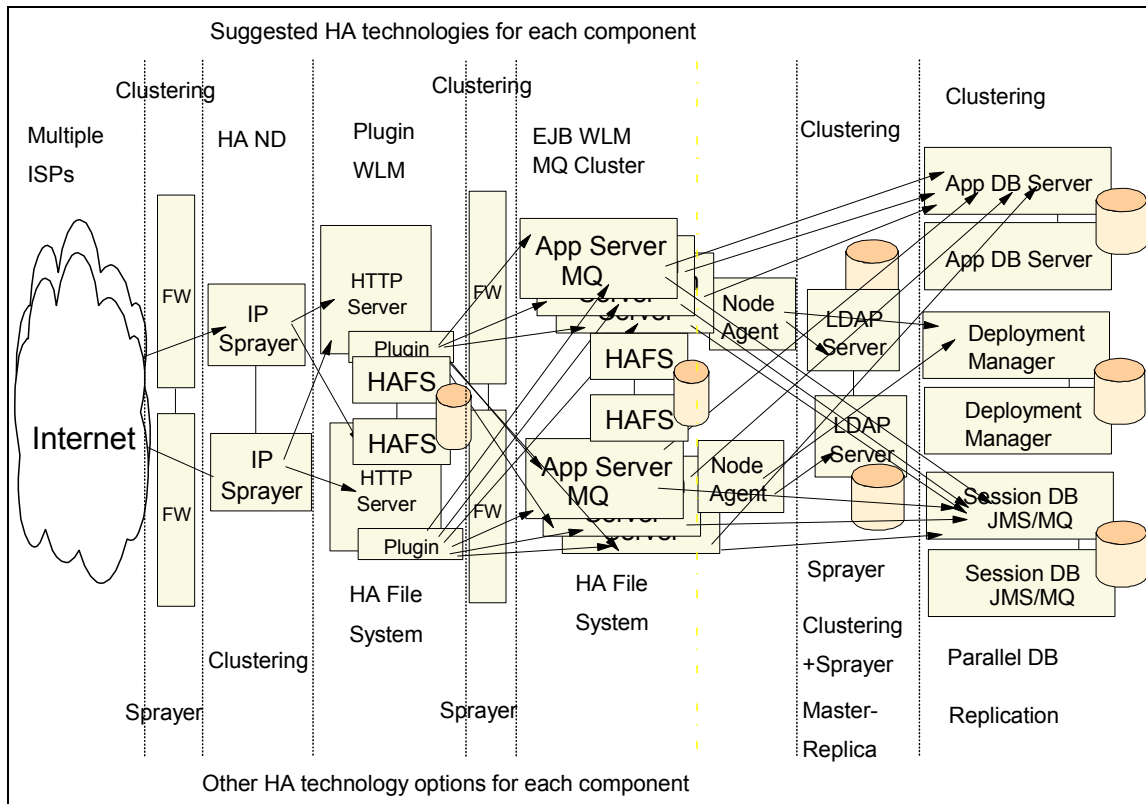 Suggested HA technologies for each component
Multiple
ISPs
Internet
Clustering
FW
FW
Sprayer
HA ND
IP
Sprayer
IP
Sprayer
Clustering
Plugin
WLM
HTTP
Server
Plugin
HAFS
HAFS
HTTP
Server
Plugin
HA File
System
Clustering
FW
FW
Sprayer
EJB WLM
MQ Cluster
App Server
MQ
Server
Server
HAFS
HAFS
App Server
MQ
Server
Server
HA File
System
Node
Agent
Node
Agent
Clustering
LDAP
Server
LDAP
Server
Sprayer
Clustering
+Sprayer
Master-
Replica
Clustering
App DB Server
App DB Server
Deployment
Manager
Deployment
Manager
Session DB
JMS/MQ
Session DB
JMS/MQ
Parallel DB
Replication
Other HA technology options for each component